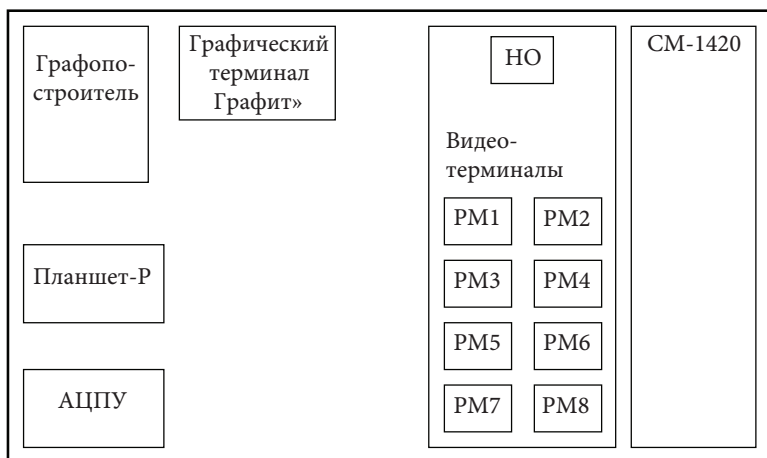 Графопо-
строитель
Графический
терминал
Графит»
НО
СМ-1420
Видео-
терминалы
РМ1
РМ2
Планшет-Р
РМ3
РМ4
РМ5
РМ6
АЦПУ
РМ7
РМ8